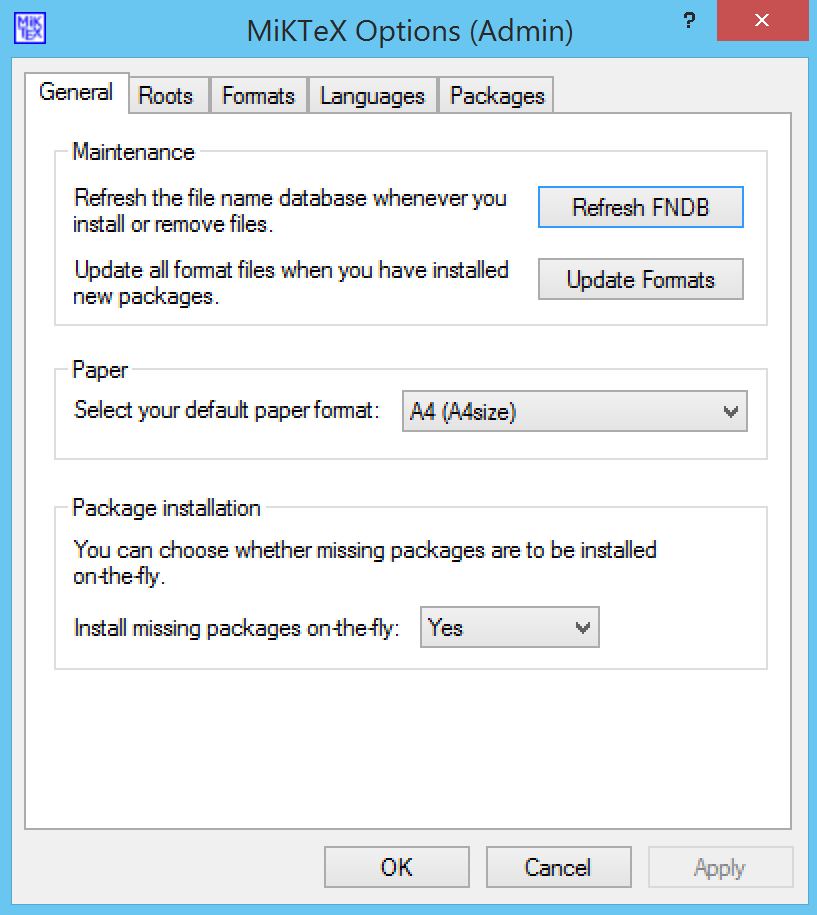 MiKTeX Options (Admin)
?
General
Roots
Formats
Languages
Packages
Maintenance
Refresh the file name database whenever you
install or remove files.
Refresh FNDB
Update all format files when you have installed
new packages.
Update Formats
Paper
Select your default paper format:
A4 (A4size)
Package installation
You can choose whether missing packages are to be installed
on-the-fly.
Install missing packages on-the-fly:
Yes
OK
Cancel
Apply